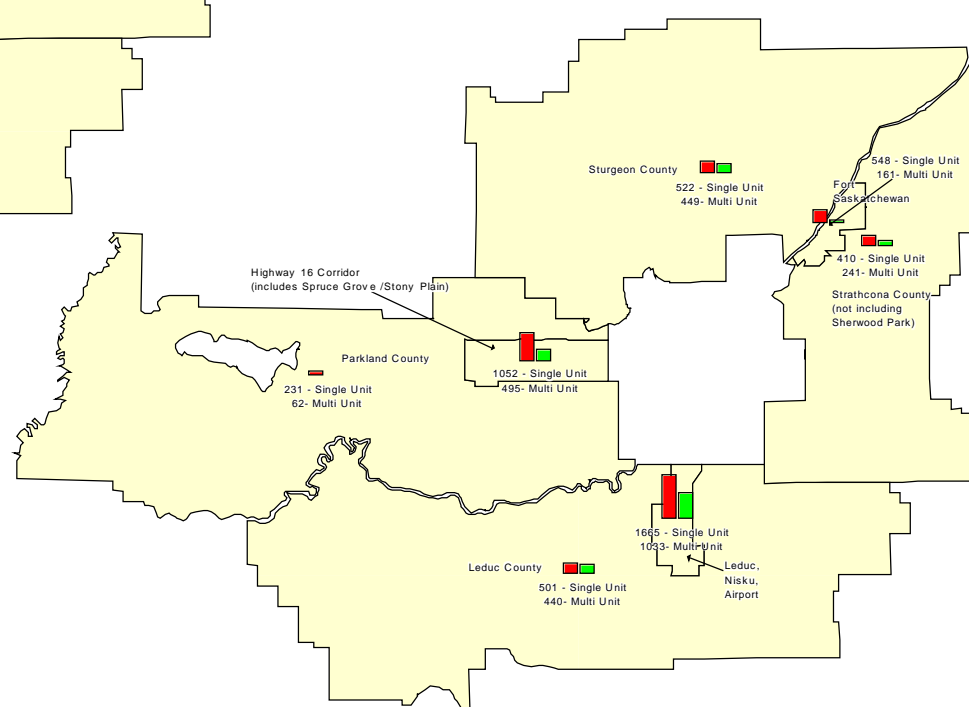 548 - Single Unit
161- Multi Unit
Sturgeon County
522 - Single Unit
449- Multi Unit
Fort
Saskatchewan
410 - Single Unit
241- Multi Unit
Strathcona County
(not including
Sherwood Park)
Highway 16 Corridor
(includes Spruce Grove /Stony Plain)
Parkland County
231 - Single Unit
62- Multi Unit
1052 - Single Unit
495- Multi Unit
1665 - Single Unit
1033- Multi Unit
Leduc,
Nisku,
Airport
Leduc County
501 - Single Unit
440- Multi Unit